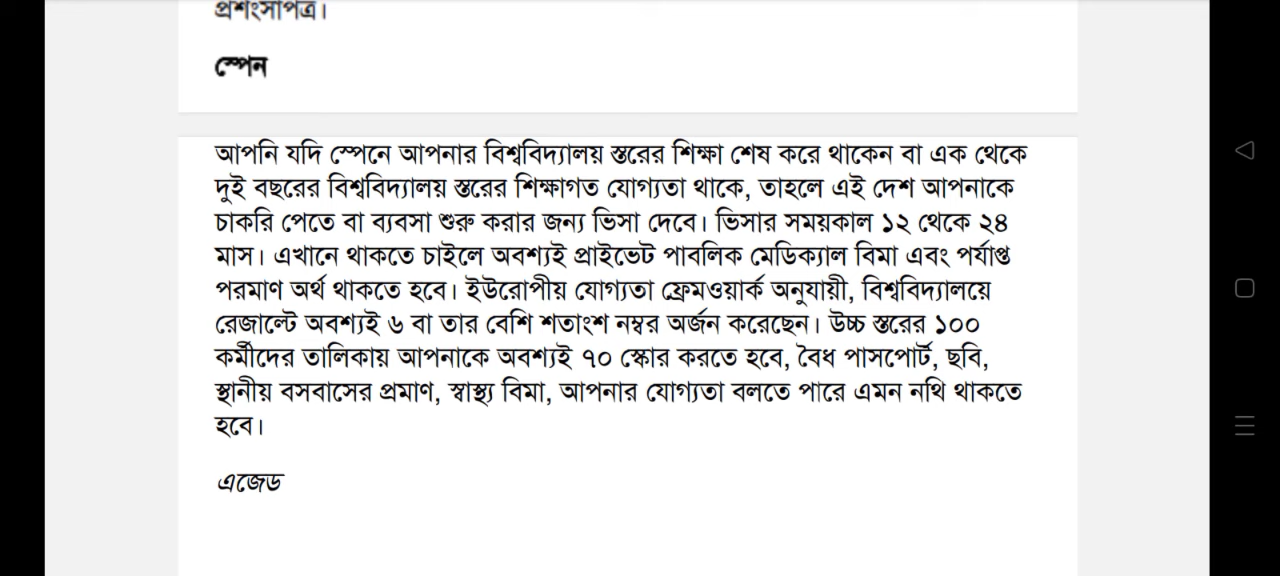 প্রশংসাপত্র।
স্পেন
আপনি যদি স্পেনে আপনার বিশ্ববিদ্যালয় স্তরের শিক্ষা শেষ করে থাকেন বা এক থেকে
দুই বছরের বিশ্ববিদ্যালয় স্তরের শিক্ষাগত যোগ্যতা থাকে, তাহলে এই দেশ আপনাকে
চাকরি পেতে বা ব্যবসা শুরু করার জন্য ভিসা দেবে। ভিসার সময়কাল ১২ থেকে ২৪
মাস। এখানে থাকতে চাইলে অবশ্যই প্রাইভেট পাবলিক মেডিক্যাল বিমা এবং পর্যাপ্ত
পরমাণ অর্থ থাকতে হবে। ইউরোপীয় যোগ্যতা ফ্রেমওয়ার্ক অনুযায়ী, বিশ্ববিদ্যালয়ে
রেজাল্টে অবশ্যই ৬ বা তার বেশি শতাংশ নম্বর অর্জন করেছেন। উচ্চ স্তরের ১০০
কর্মীদের তালিকায় আপনাকে অবশ্যই ৭০ স্কোর করতে হবে, বৈধ পাসপোর্ট, ছবি,
স্থানীয় বসবাসের প্রমাণ, স্বাস্থ্য বিমা, আপনার যোগ্যতা বলতে পারে এমন নথি থাকতে
হবে।
এজেড